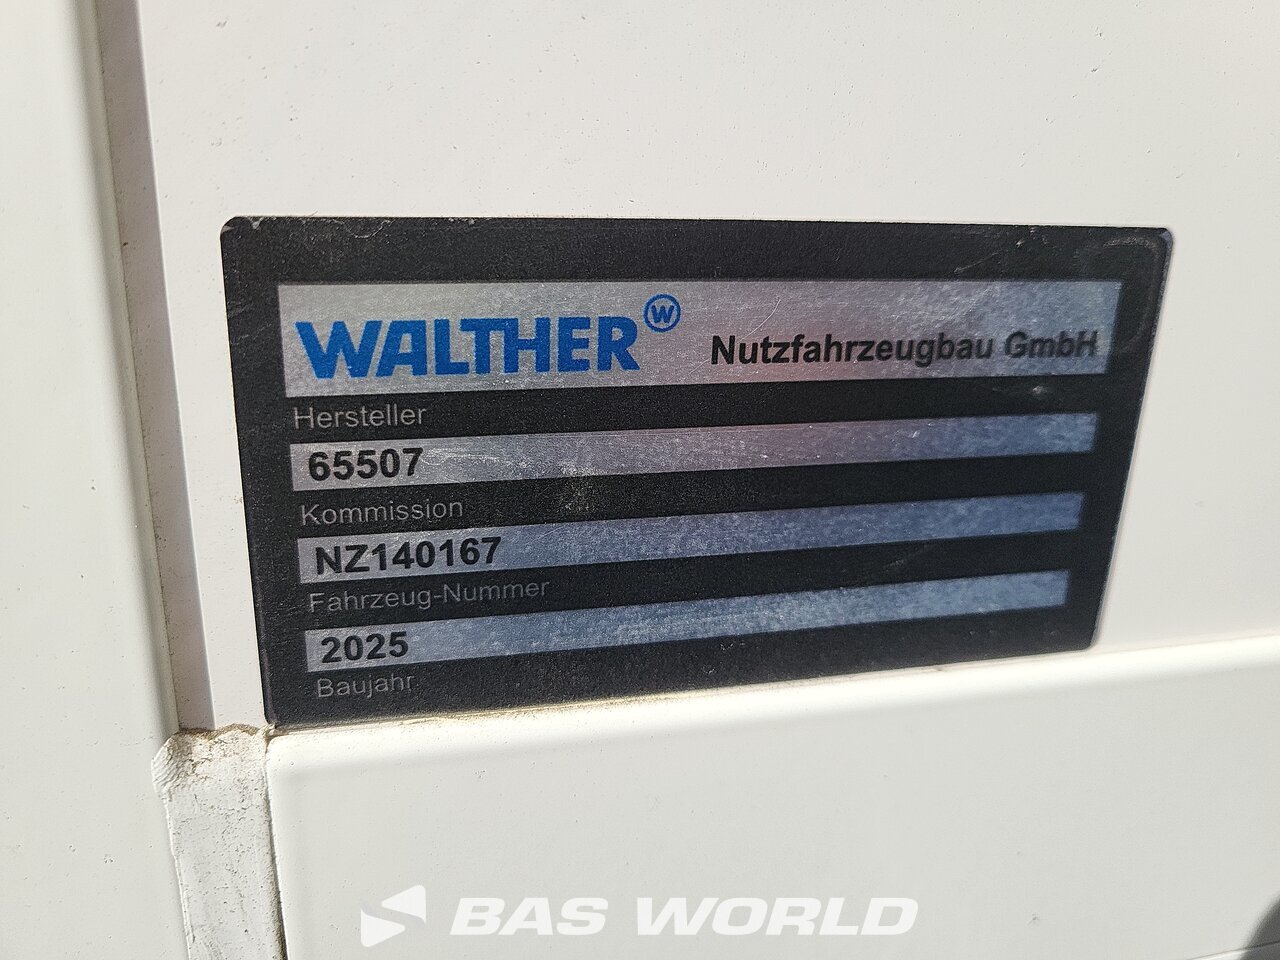 WALTHER W Nutzfahrzeugbau GmbH
Hersteller
65507
Kommission
NZ140167
Fahrzeug-Nummer
2025
Baujahr
BAS WORLD